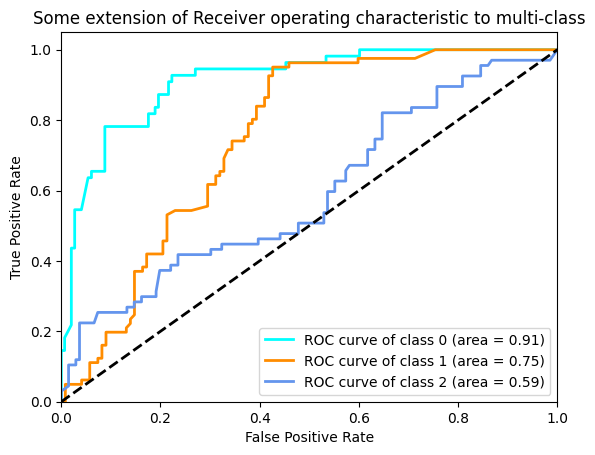 Some extension of Receiver operating characteristic to multi-class
1.0
0.8
0.6
0.4
0.2
0.0
True Positive Rate
ROC curve of class 0 (area = 0.91)
ROC curve of class 1 (area = 0.75)
ROC curve of class 2 (area = 0.59)
0.0 0.2 0.4 0.6 0.8 1.0
False Positive Rate